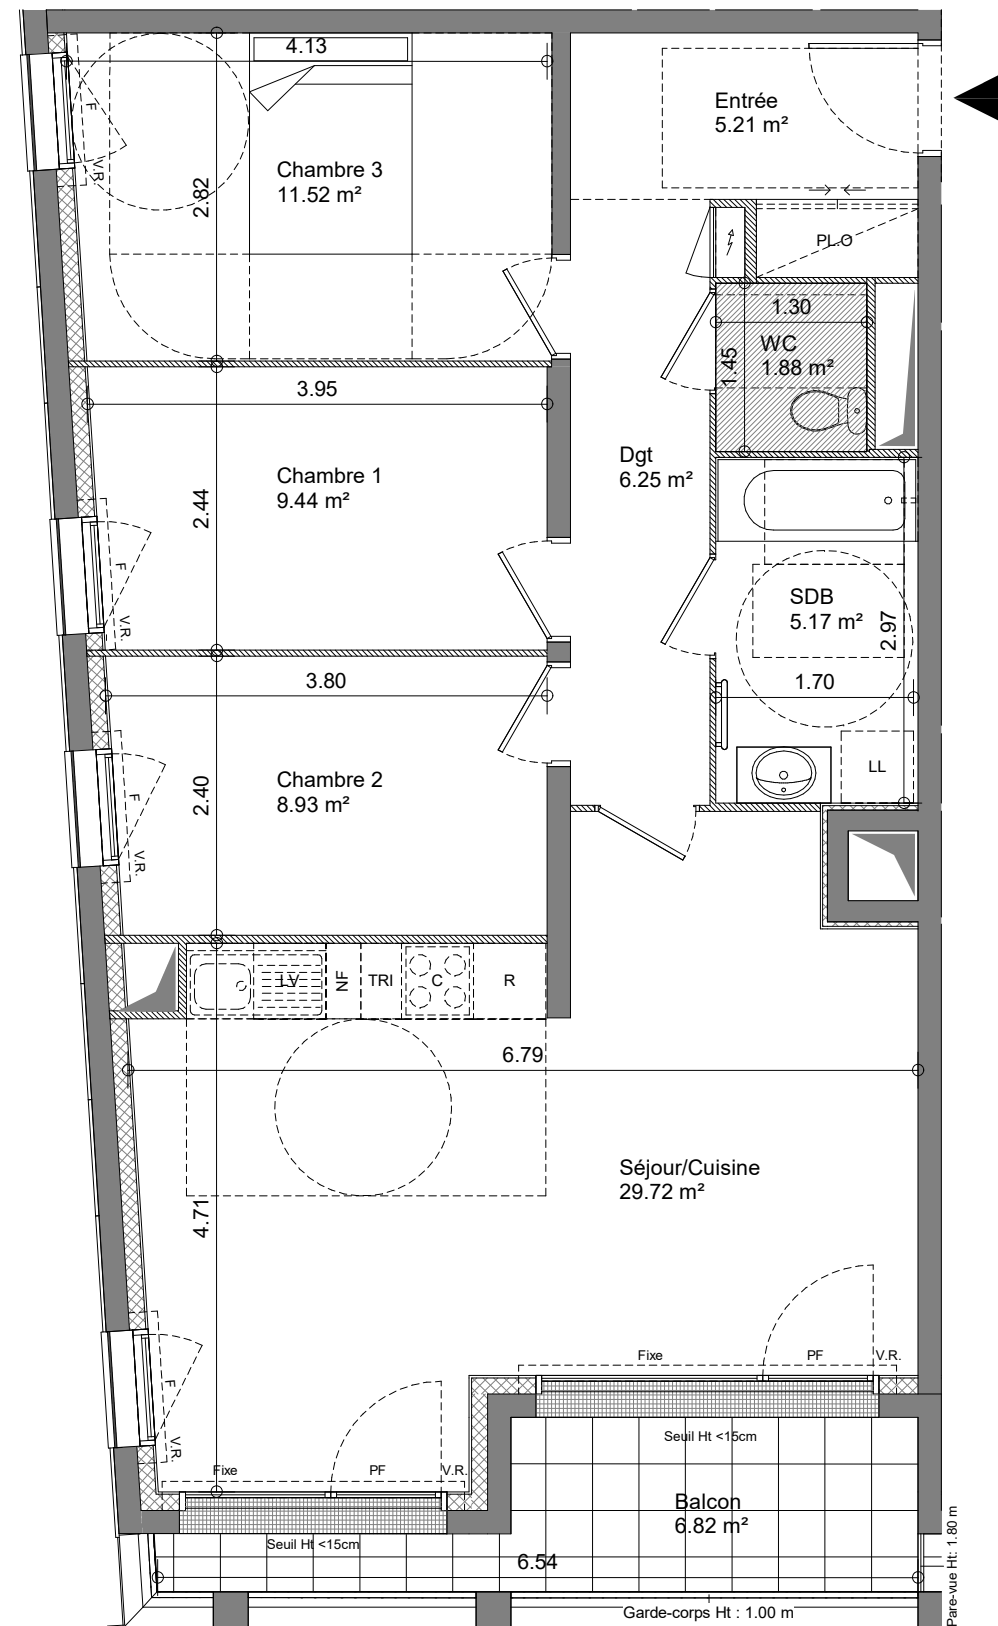 4.13
Entrée
5.21 m²
F
V.R.
Chambre 3
11.52 m²
2.82
PL.O
1.30
WC
1.88 m²
1.45
3.95
Chambre 1
9.44 m²
2.44
Dgt
6.25 m²
F
V.R.
SDB
5.17 m²
2.97
1.70
3.80
Chambre 2
8.93 m²
2.40
LL
F
V.R.
LV
NF
TRI
C
R
6.79
Séjour/Cuisine
29.72 m²
4.71
F
V.R.
Fixe
PF
V.R.
Seuil Ht <15cm
Fixe
PF
V.R.
Balcon
6.82 m²
Seuil Ht <15cm
6.54
Garde-corps Ht : 1.00 m
Pare-vue Ht: 1.80 m